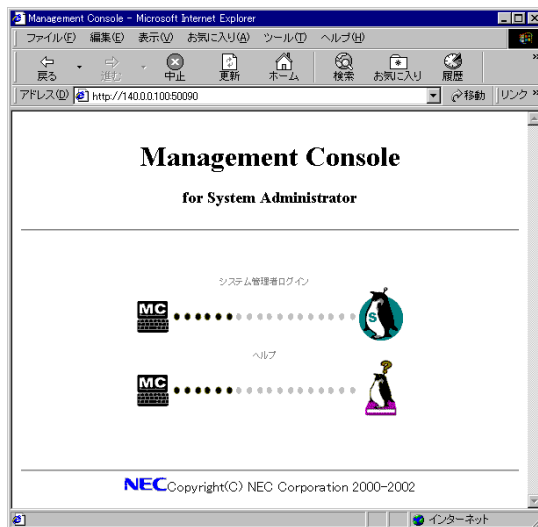 Management Console - Microsoft Internet Explorer
ファイル(F) 編集(E) 表示(V) お気に入り(A) ツール(T) ヘルプ(H)
戻る 進む 中止 更新 ホーム 検索 お気に入り 履歴 »
アドレス(D) http://140.0.0.100:50090 移動 リンク »
Management Console
for System Administrator
システム管理者ログイン
MC S
ヘルプ
MC ?
NEC Copyright(C) NEC Corporation 2000-2002
インターネット